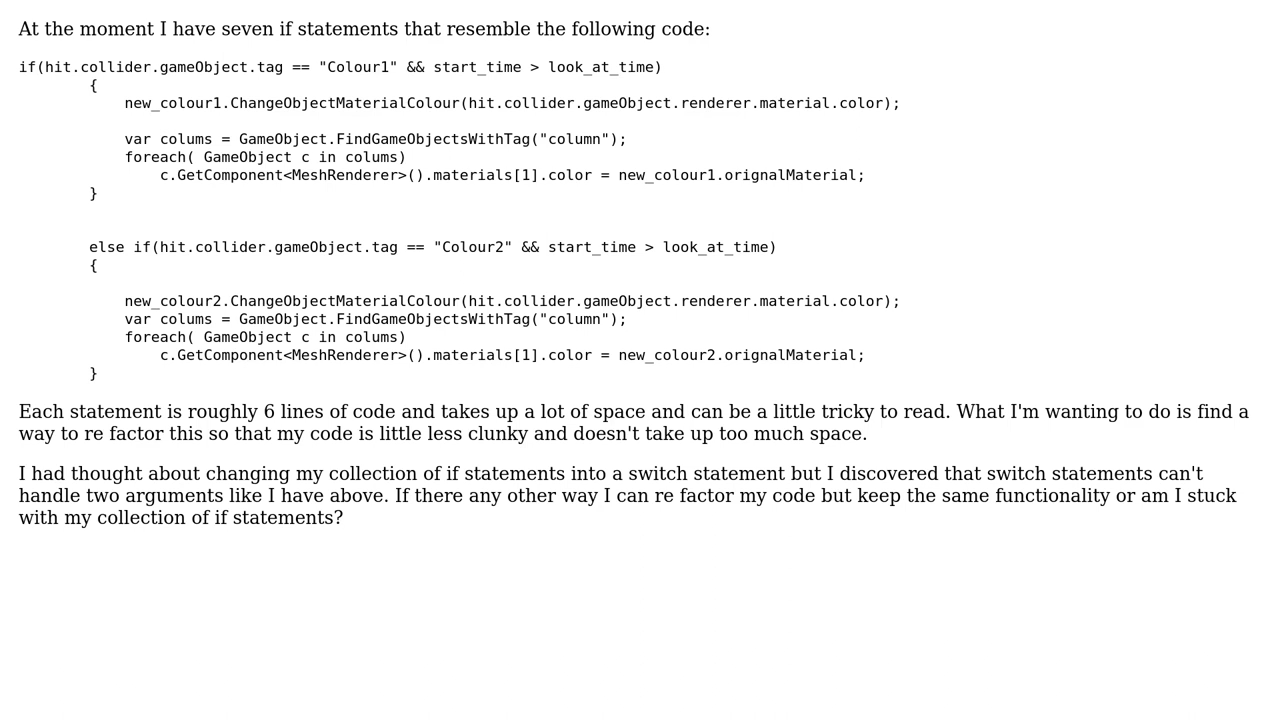 At the moment I have seven if statements that resemble the following code:
if(hit.collider.gameObject.tag == "Colour1" && start_time > look_at_time)
{
new_colour1.ChangeObjectMaterialColour(hit.collider.gameObject.renderer.material.color);
var colums = GameObject.FindGameObjectsWithTag("column");
foreach( GameObject c in colums)
c.GetComponent<MeshRenderer>().materials[1].color = new_colour1.orignalMaterial;
}
else if(hit.collider.gameObject.tag == "Colour2" && start_time > look_at_time)
{
new_colour2.ChangeObjectMaterialColour(hit.collider.gameObject.renderer.material.color);
var colums = GameObject.FindGameObjectsWithTag("column");
foreach( GameObject c in colums)
c.GetComponent<MeshRenderer>().materials[1].color = new_colour2.orignalMaterial;
}
Each statement is roughly 6 lines of code and takes up a lot of space and can be a little tricky to read. What I'm wanting to do is find a
way to re factor this so that my code is little less clunky and doesn't take up too much space.
I had thought about changing my collection of if statements into a switch statement but I discovered that switch statements can't
handle two arguments like I have above. If there any other way I can re factor my code but keep the same functionality or am I stuck
with my collection of if statements?